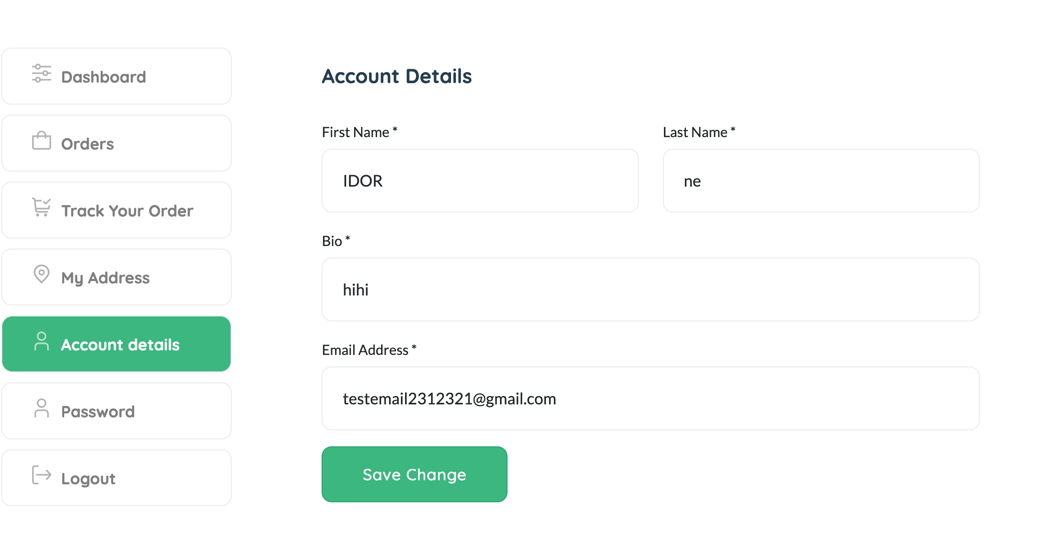 Dashboard
Orders
Track Your Order
My Address
Account details
Password
Logout
Account Details
First Name * Last Name *
IDOR ne
Bio *
hihi
Email Address *
testemail2312321@gmail.com
Save Change